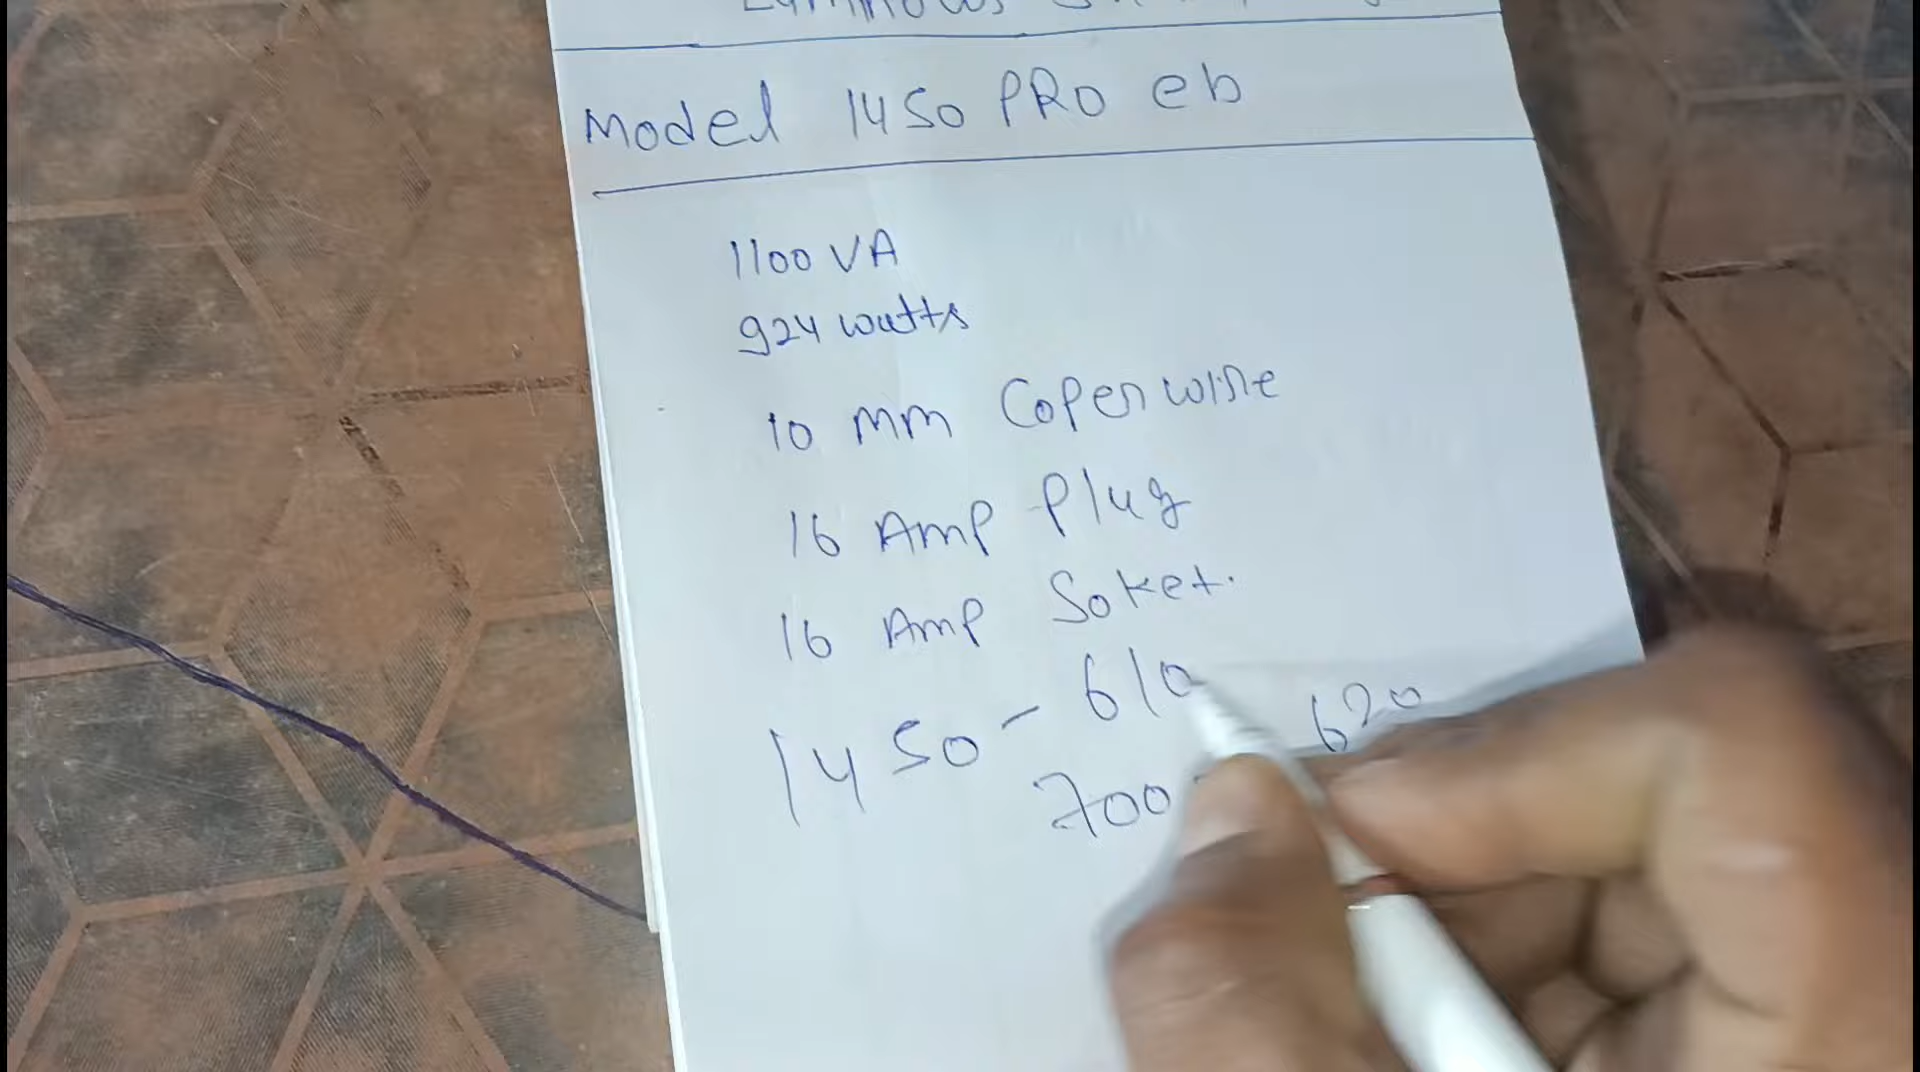 Model 1450 PRO eb
1100 VA
924 watts
10 mm Coper wire
16 Amp Plug
16 Amp Soket.
1450 - 610 620
700